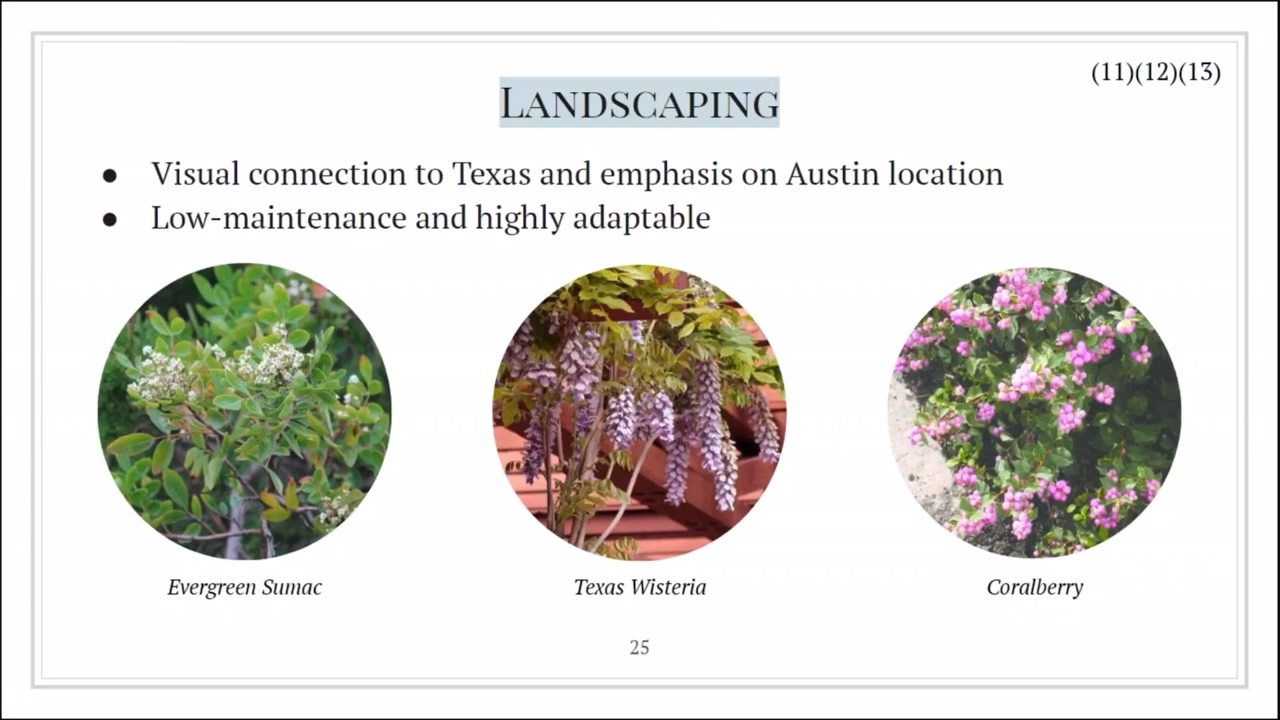 (11)(12)(13)
LANDSCAPING
● Visual connection to Texas and emphasis on Austin location
● Low-maintenance and highly adaptable
Evergreen Sumac
Texas Wisteria
Coralberry
25